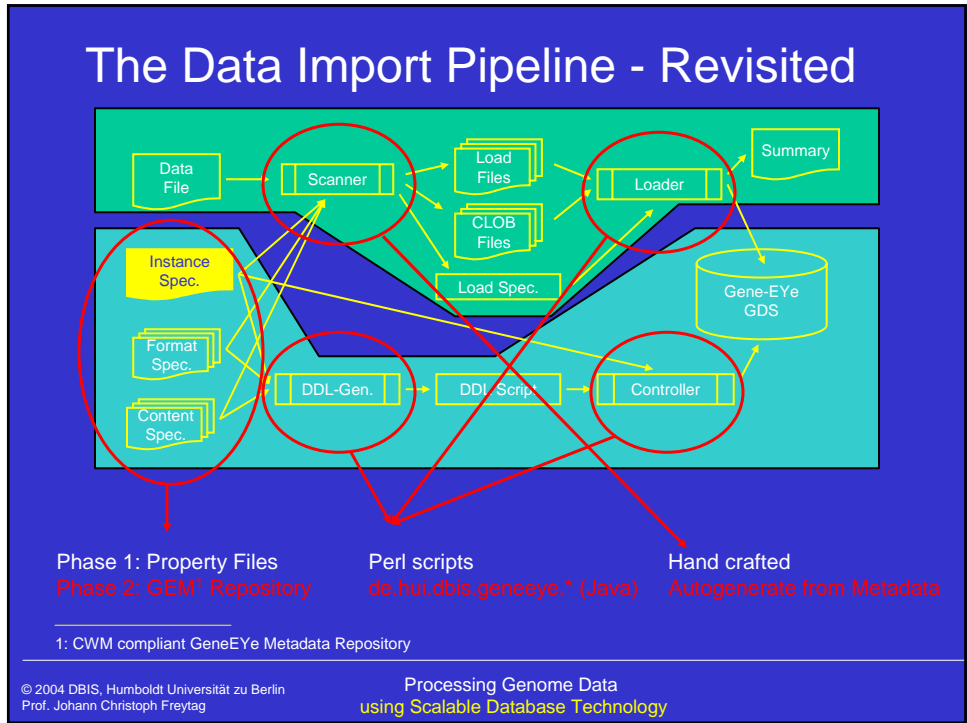 The Data Import Pipeline - Revisited
Data
File
Scanner
Load
Files
CLOB
Files
Load Spec.
Loader
Summary
Instance
Spec.
Format
Spec.
Content
Spec.
DDL-Gen.
DDL Script
Controller
Gene-EYe
GDS
Phase 1: Property Files
Phase 2: GEM¹ Repository
Perl scripts
de.hui.dbis.geneeye.* (Java)
Hand crafted
Autogenerate from Metadata
1: CWM compliant GeneEYe Metadata Repository
© 2004 DBIS, Humboldt Universität zu Berlin
Prof. Johann Christoph Freytag
Processing Genome Data
using Scalable Database Technology